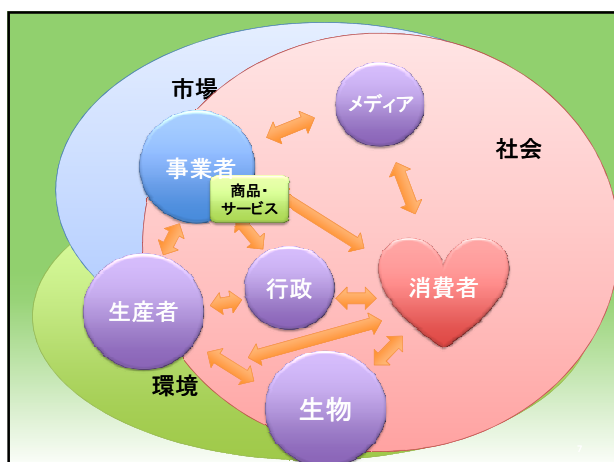 市場
メディア
社会
事業者
商品・
サービス
行政
消費者
生産者
環境
生物